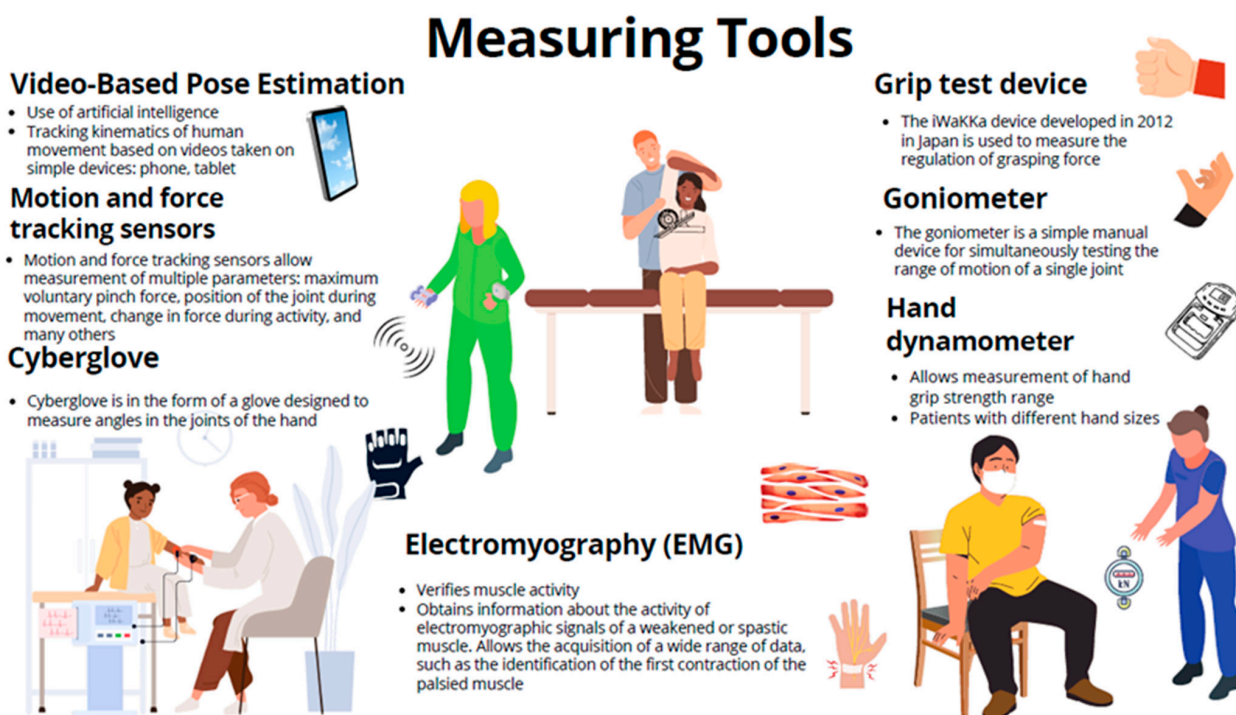 Measuring Tools
Video-Based Pose Estimation
• Use of artificial intelligence
• Tracking kinematics of human
movement based on videos taken on
simple devices: phone, tablet
Motion and force
tracking sensors
• Motion and force tracking sensors allow
measurement of multiple parameters: maximum
voluntary pinch force, position of the joint during
movement, change in force during activity, and
many others
Cyberglove
• Cyberglove is in the form of a glove designed to
measure angles in the joints of the hand
Electromyography (EMG)
• Verifies muscle activity
• Obtains information about the activity of
electromyographic signals of a weakened or spastic
muscle. Allows the acquisition of a wide range of data,
such as the identification of the first contraction of the
palsied muscle
Grip test device
• The iWaKKa device developed in 2012
in Japan is used to measure the
regulation of grasping force
Goniometer
• The goniometer is a simple manual
device for simultaneously testing the
range of motion of a single joint
Hand
dynamometer
• Allows measurement of hand
grip strength range
• Patients with different hand sizes
kN